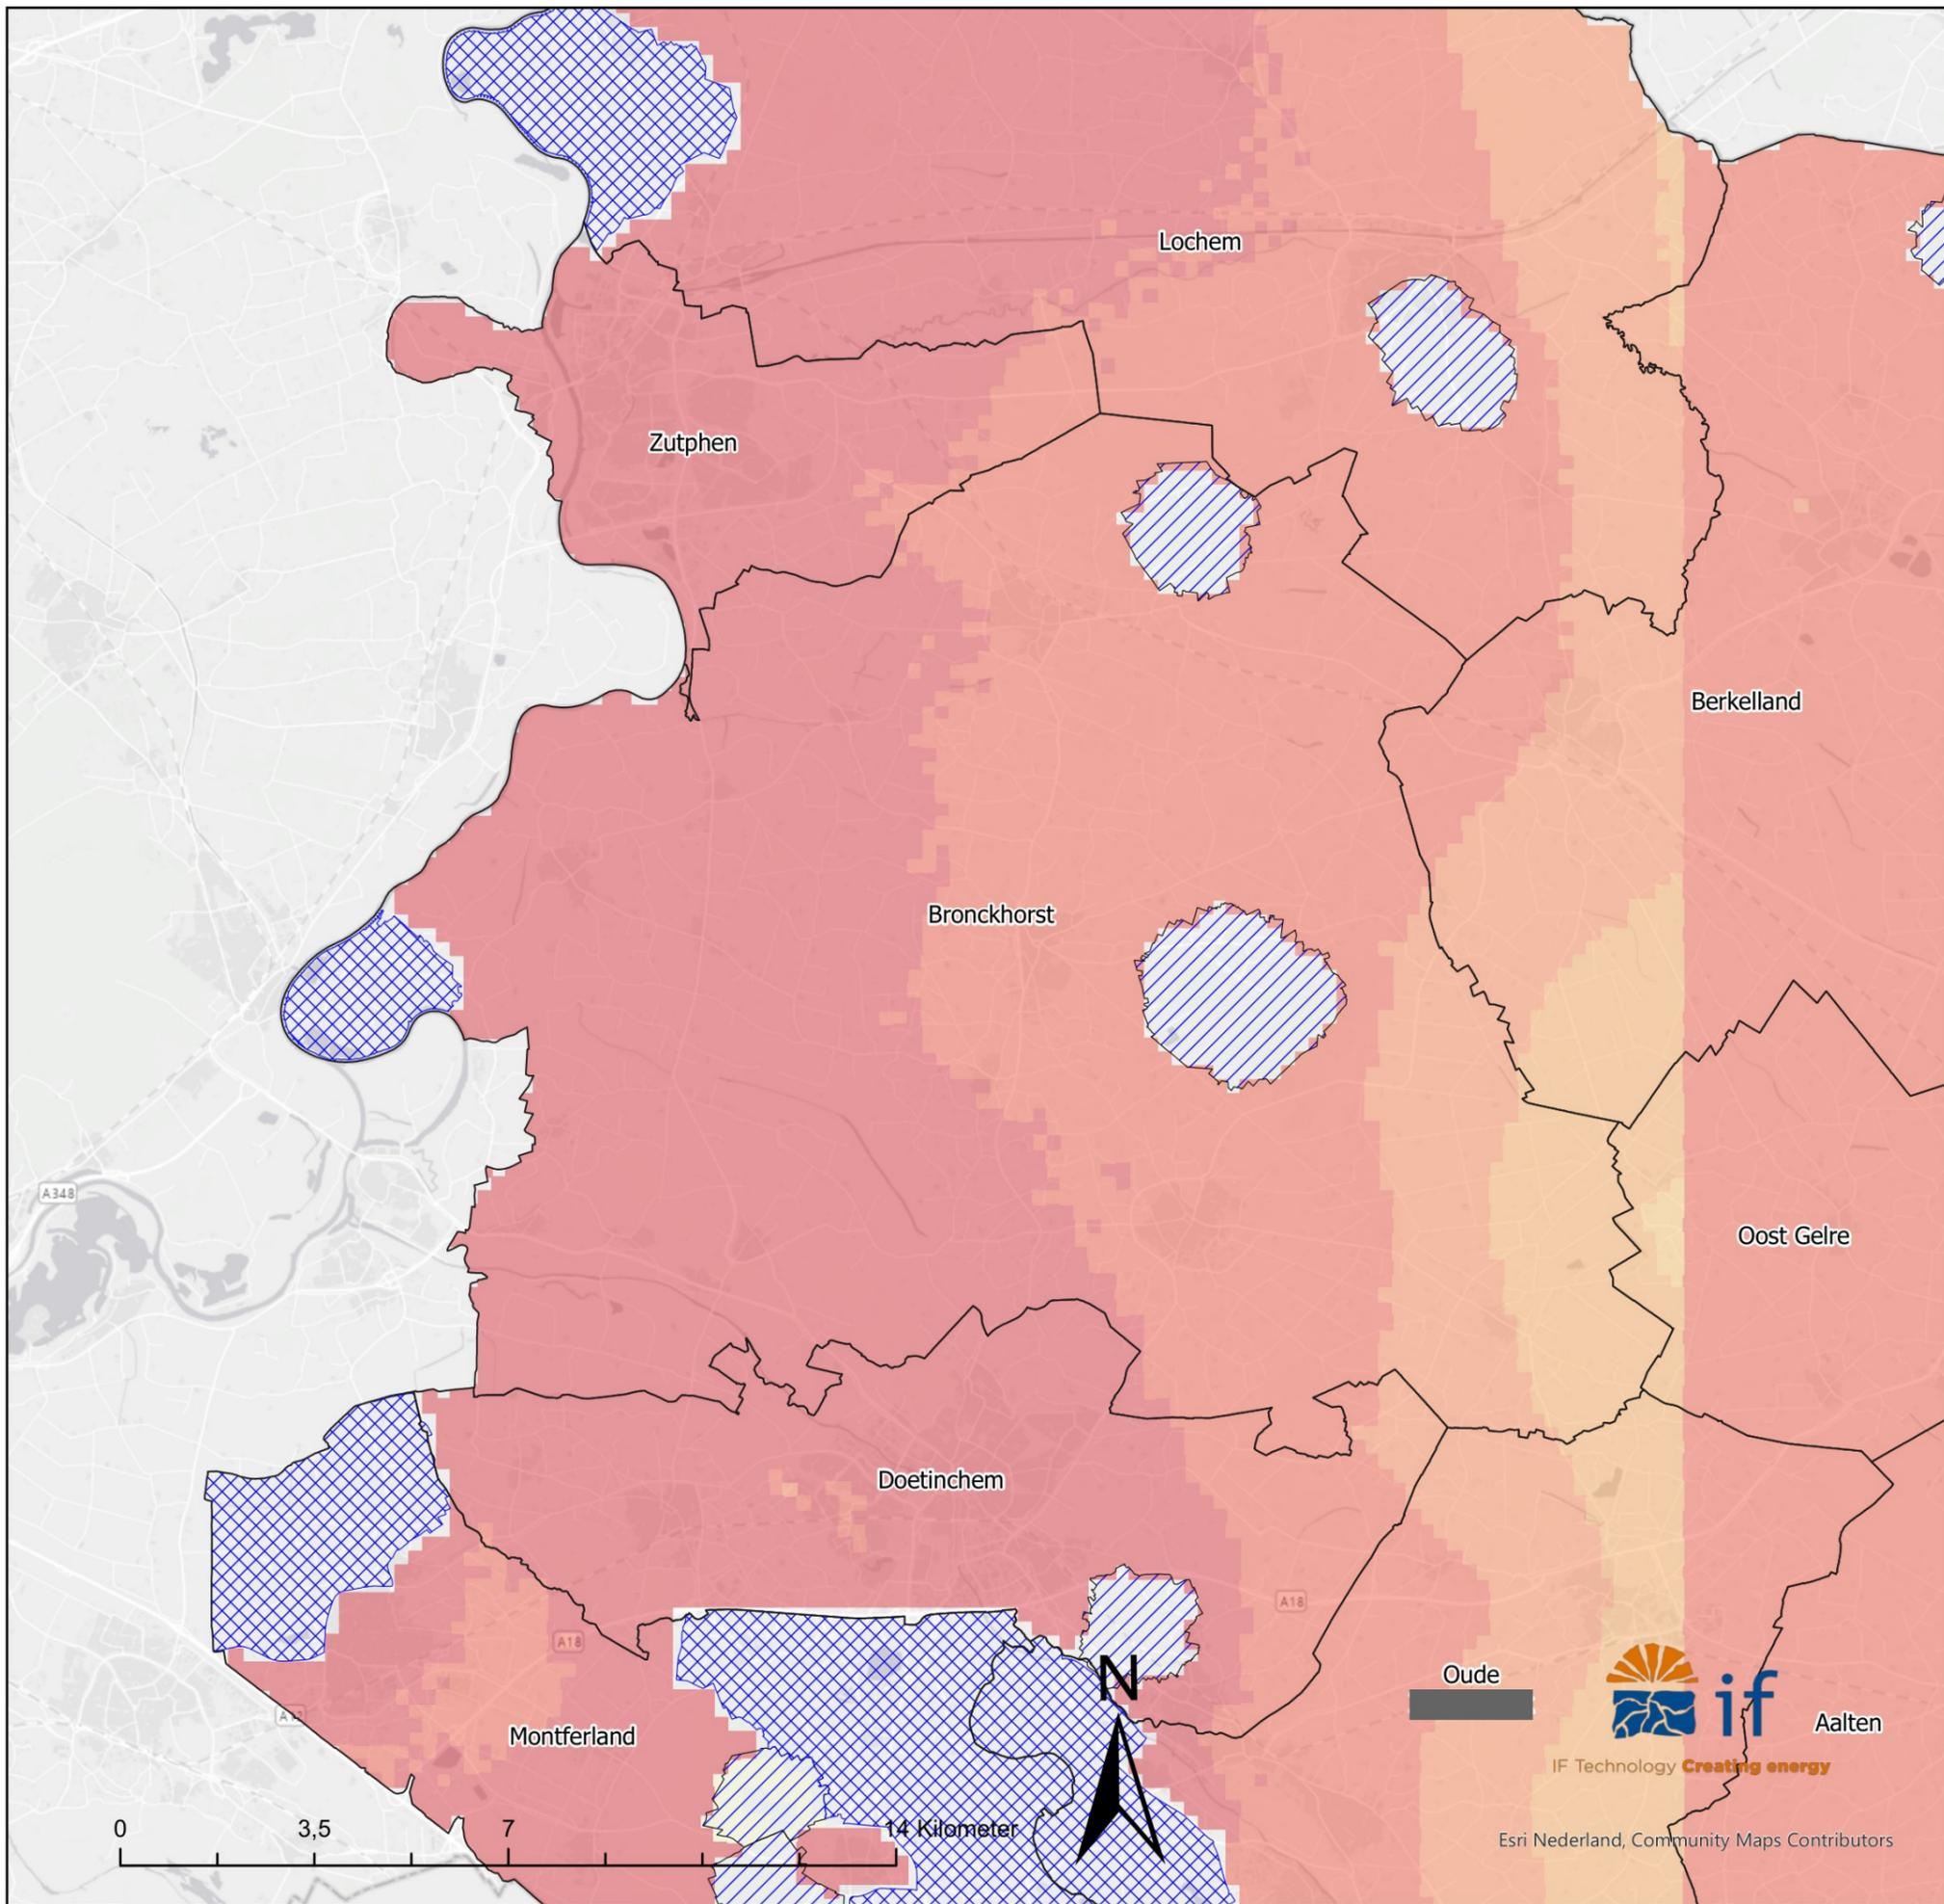 Lochem
Zutphen
Berkelland
Bronckhorst
A348
Oost Gelre
Doetinchem
A18
A18
N
Oude
if
Montferland
Aalten
IF Technology Creating energy
0 3,5 7 14 Kilometer
Esri Nederland, Community Maps Contributors